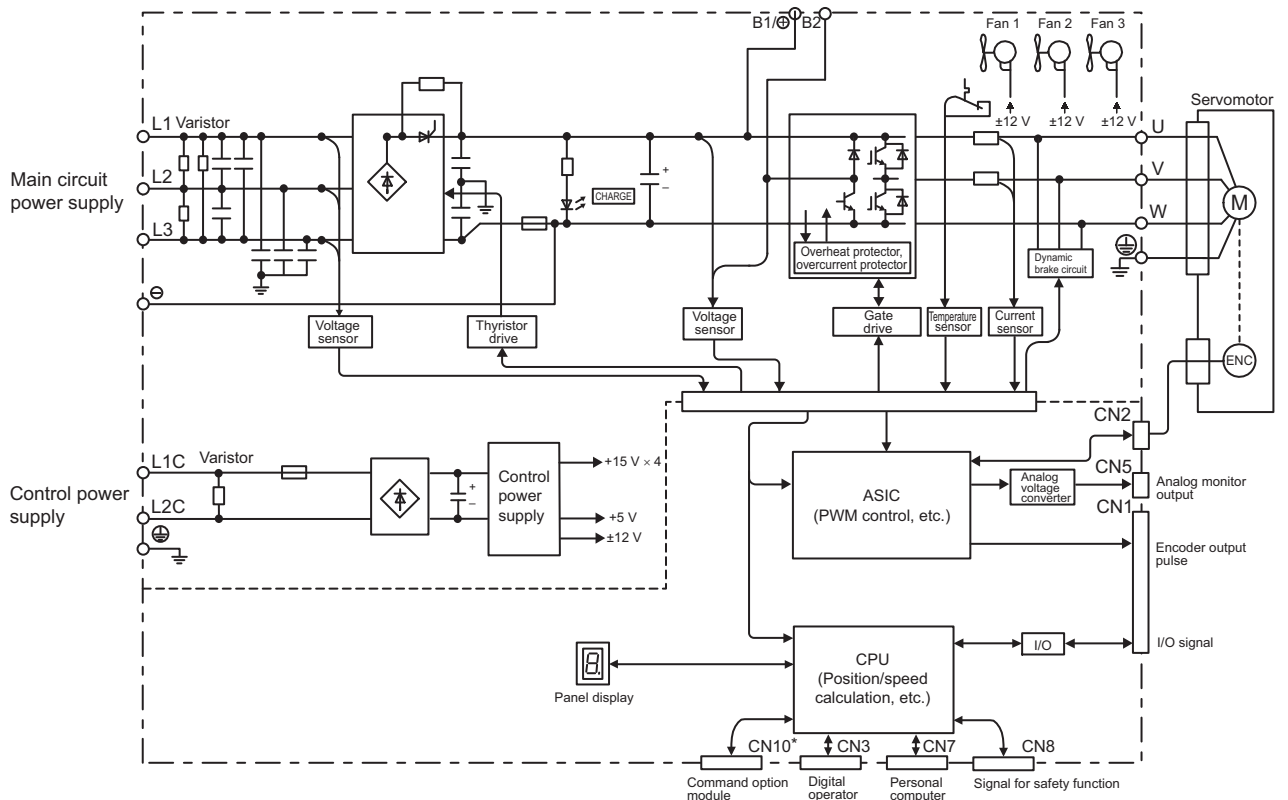 B1/⊕ B2
Fan 1 Fan 2 Fan 3
±12 V ±12 V ±12 V
Servomotor
L1 Varistor
U
Main circuit
power supply
L2
V
+
–
CHARGE
M
L3
W
Overheat protector,
overcurrent protector
Dynamic
brake circuit
⊖
Voltage
sensor
Thyristor
drive
Voltage
sensor
Gate
drive
Temperature
sensor
Current
sensor
ENC
CN2
L1C Varistor
+15 V × 4
Control power
supply
+
–
Control
power
supply
ASIC
(PWM control, etc.)
Analog
voltage
converter
CN5
Analog monitor
output
L2C
+5 V
±12 V
CN1
Encoder output
pulse
CPU
(Position/speed
calculation, etc.)
I/O
I/O signal
8.
Panel display
CN10* CN3 CN7 CN8
Command option
module
Digital
operator
Personal
computer
Signal for safety function